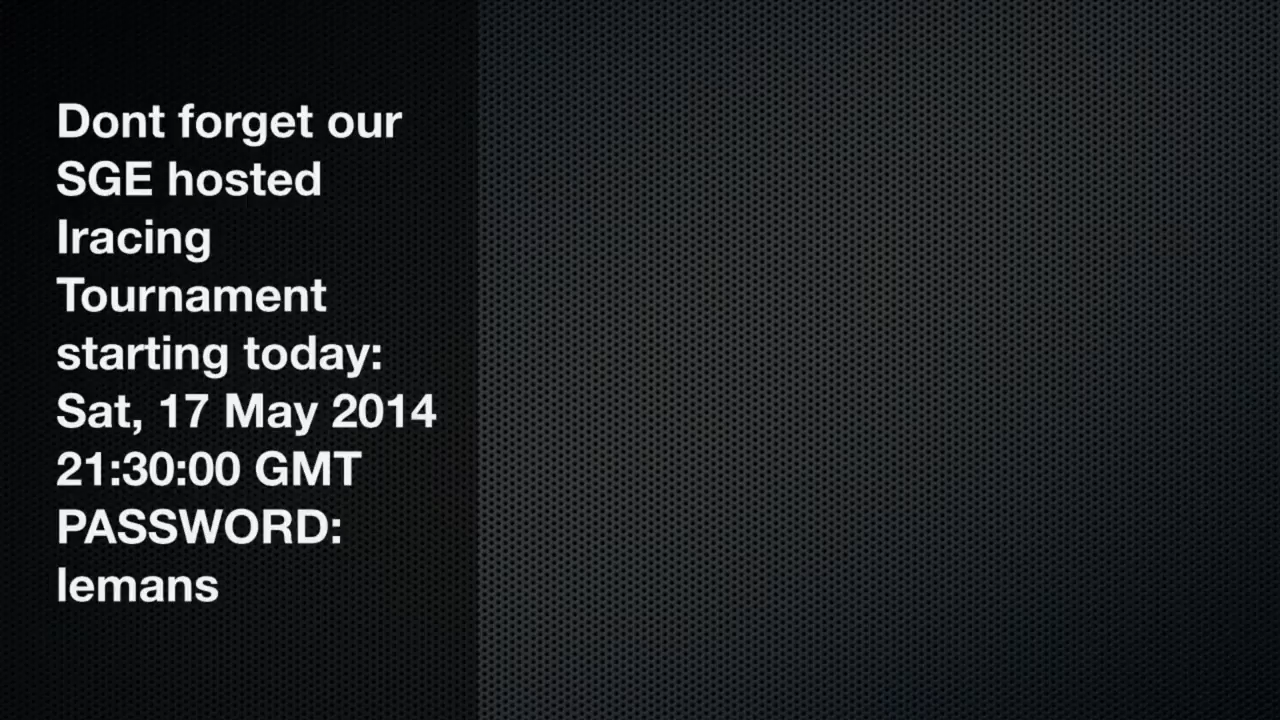 Dont forget our
SGE hosted
Iracing
Tournament
starting today:
Sat, 17 May 2014
21:30:00 GMT
PASSWORD:
lemans